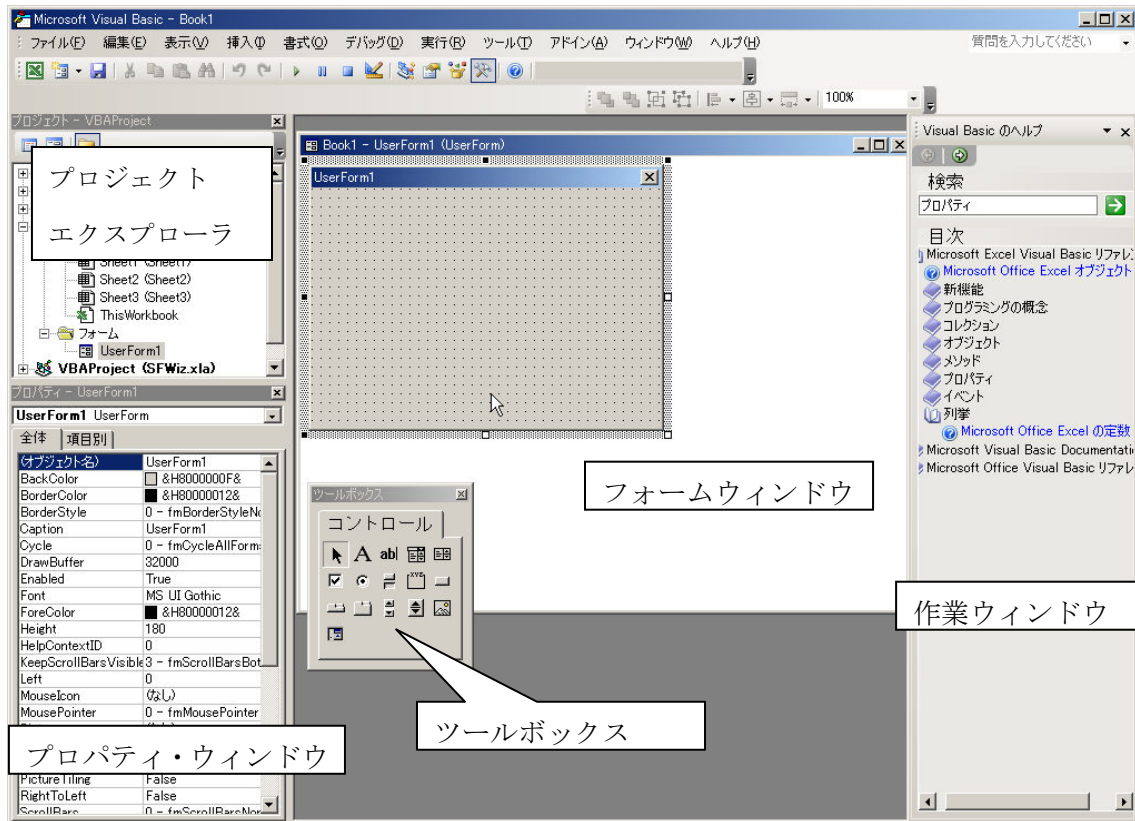 Microsoft Visual Basic - Book1
ファイル(F) 編集(E) 表示(V) 挿入(I) 書式(O) デバッグ(D) 実行(R) ツール(T) アドイン(A) ウィンドウ(W) ヘルプ(H) 質問を入力してください
100%
プロジェクト - VBAProject
プロジェクト
エクスプローラ
Sheet1 (Sheet1)
Sheet2 (Sheet2)
Sheet3 (Sheet3)
ThisWorkbook
フォーム
UserForm1
VBAProject (SFWiz.xla)
プロパティ - UserForm1
UserForm1 UserForm
全体 項目別
(オブジェクト名) UserForm1
BackColor &H8000000F&
BorderColor &H80000012&
BorderStyle 0 - fmBorderStyleNo
Caption UserForm1
Cycle 0 - fmCycleAllForms
DrawBuffer 32000
Enabled True
Font MS UI Gothic
ForeColor &H80000012&
Height 180
HelpContextID 0
KeepScrollBarsVisible 3 - fmScrollBarsBot
Left 0
MouseIcon (なし)
MousePointer 0 - fmMousePointer
プロパティ・ウィンドウ
PictureTiling False
RightToLeft False
ScrollBars 0 - fmScrollBarsNon
Book1 - UserForm1 (UserForm)
UserForm1
フォームウィンドウ
ツールボックス
コントロール
A abl
xyz
ツールボックス
Visual Basic のヘルプ
検索
プロパティ
目次
Microsoft Excel Visual Basic リファレン
Microsoft Office Excel オブジェクト
新機能
プログラミングの概念
コレクション
オブジェクト
メソッド
プロパティ
イベント
列挙
Microsoft Office Excel の定数
Microsoft Visual Basic Documentati
Microsoft Office Visual Basic リファレ
作業ウィンドウ